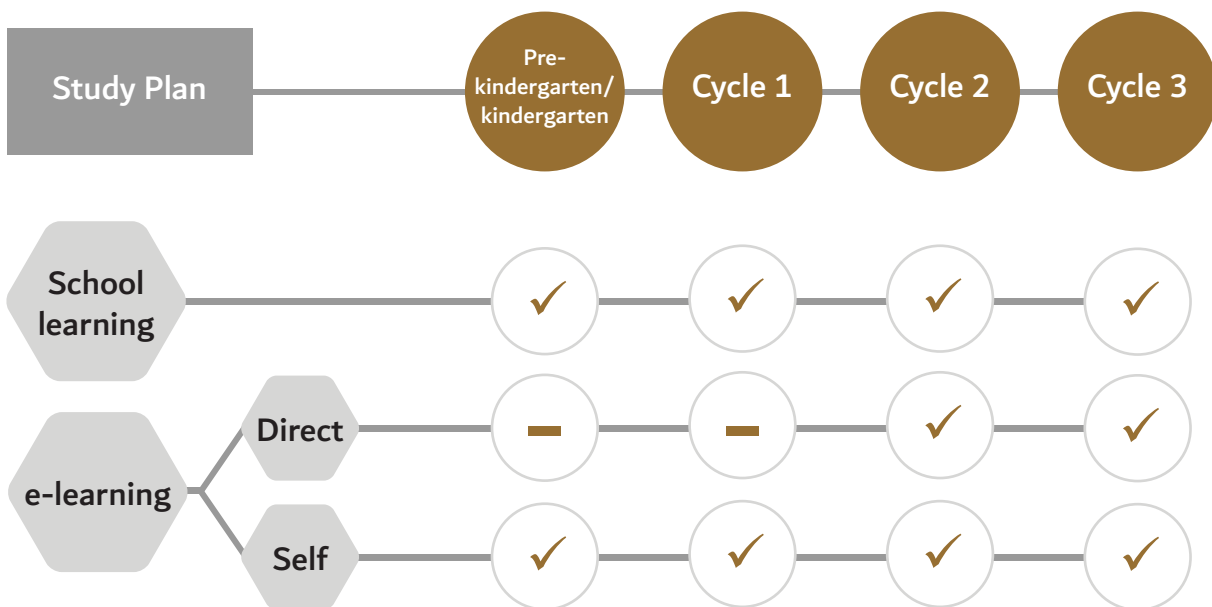 Study Plan
Pre-
kindergarten/
kindergarten
Cycle 1
Cycle 2
Cycle 3
School
learning
✓ ✓ ✓ ✓
e-learning
Direct
– – ✓ ✓
Self
✓ ✓ ✓ ✓